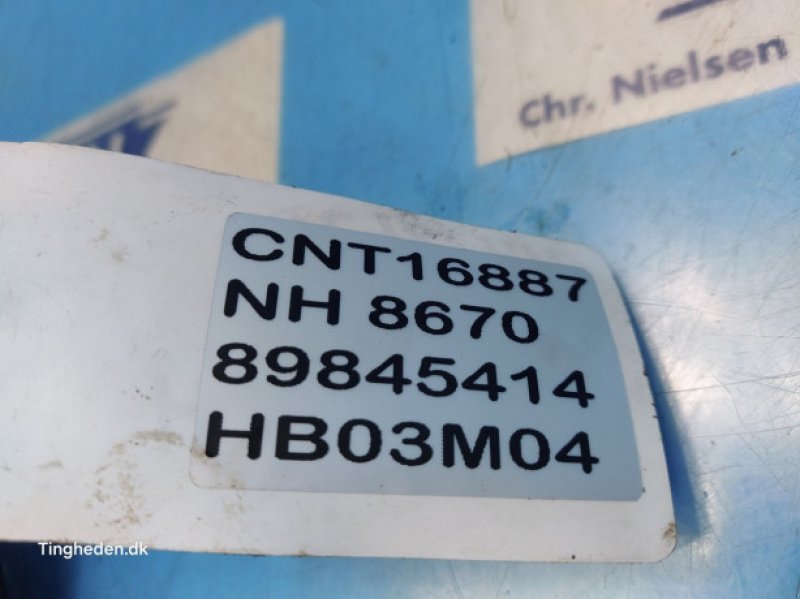 Chr. Nielsen
CNT16887
NH 8670
89845414
HB03M04
Tingheden.dk